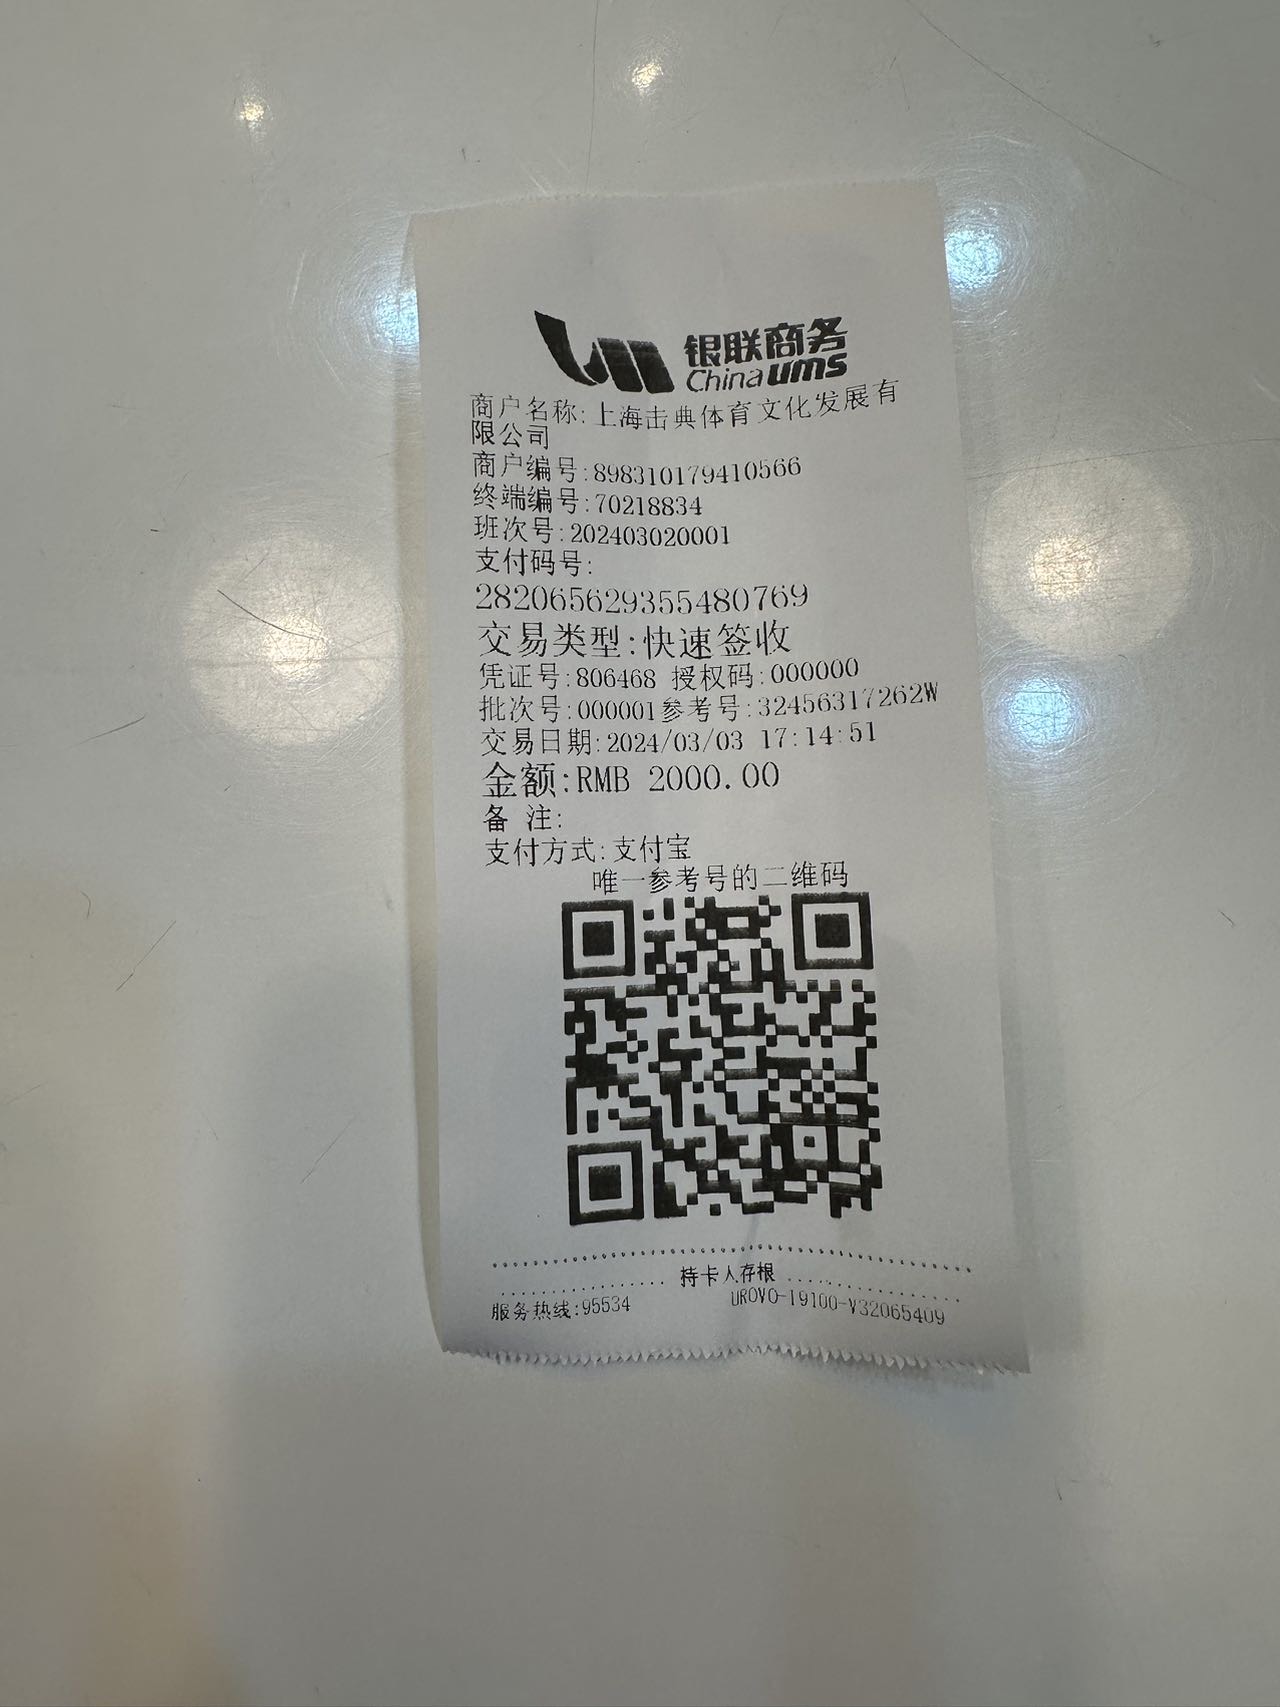 银联商务
Chinaums
商户名称:上海击典体育文化发展有
限公司
商户编号:898310179410566
终端编号:70218834
班次号:202403020001
支付码号:
282065629355480769
交易类型:快速签收
凭证号:806468 授权码:000000
批次号:000001参考号:32456317262W
交易日期:2024/03/03 17:14:51
金额:RMB 2000.00
备 注:
支付方式:支付宝
唯一参考号的二维码
持卡人存根
服务热线:95534 UROVO-I9100-V32065409